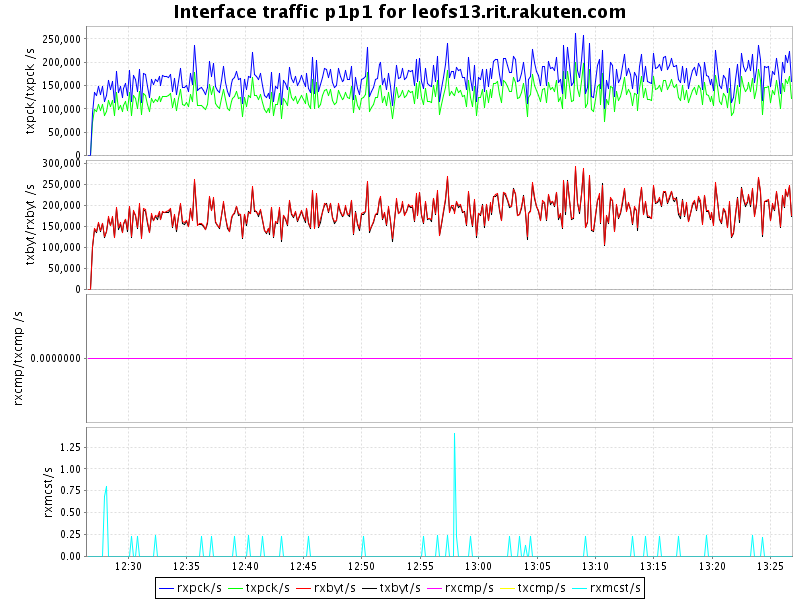 Interface traffic p1p1 for leofs13.rit.rakuten.com
txpck/txpck /s
250,000
200,000
150,000
100,000
50,000
0
txbyt/rxbyt /s
300,000
250,000
200,000
150,000
100,000
50,000
0
rxcmp/txcmp /s
0.0000000
rxmcst/s
1.25
1.00
0.75
0.50
0.25
0.00
12:30 12:35 12:40 12:45 12:50 12:55 13:00 13:05 13:10 13:15 13:20 13:25
rxpck/s txpck/s rxbyt/s txbyt/s rxcmp/s txcmp/s rxmcst/s